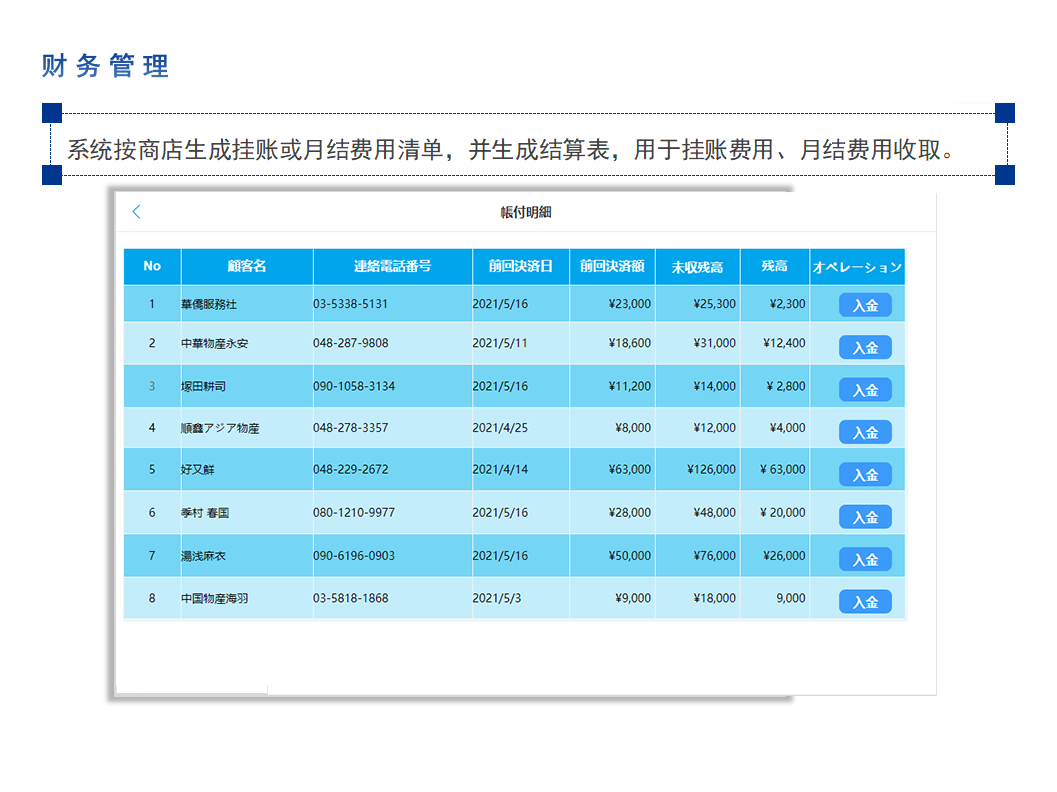 财务管理
系统按商店生成挂账或月结费用清单，并生成结算表，用于挂账费用、月结费用收取。
帳付明細
No 顧客名 連絡電話番号 前回決済日 前回決済額 未収残高 残高 オペレーション
1 華僑服務社 03-5338-5131 2021/5/16 ¥23,000 ¥25,300 ¥2,300 入金
2 中華物産永安 048-287-9808 2021/5/11 ¥18,600 ¥31,000 ¥12,400 入金
3 塚田耕司 090-1058-3134 2021/5/16 ¥11,200 ¥14,000 ¥ 2,800 入金
4 順鑫アジア物産 048-278-3357 2021/4/25 ¥8,000 ¥12,000 ¥4,000 入金
5 好又鮮 048-229-2672 2021/4/14 ¥63,000 ¥126,000 ¥ 63,000 入金
6 季村 春国 080-1210-9977 2021/5/16 ¥28,000 ¥48,000 ¥ 20,000 入金
7 湯浅麻衣 090-6196-0903 2021/5/16 ¥50,000 ¥76,000 ¥26,000 入金
8 中国物産海羽 03-5818-1868 2021/5/3 ¥9,000 ¥18,000 9,000 入金